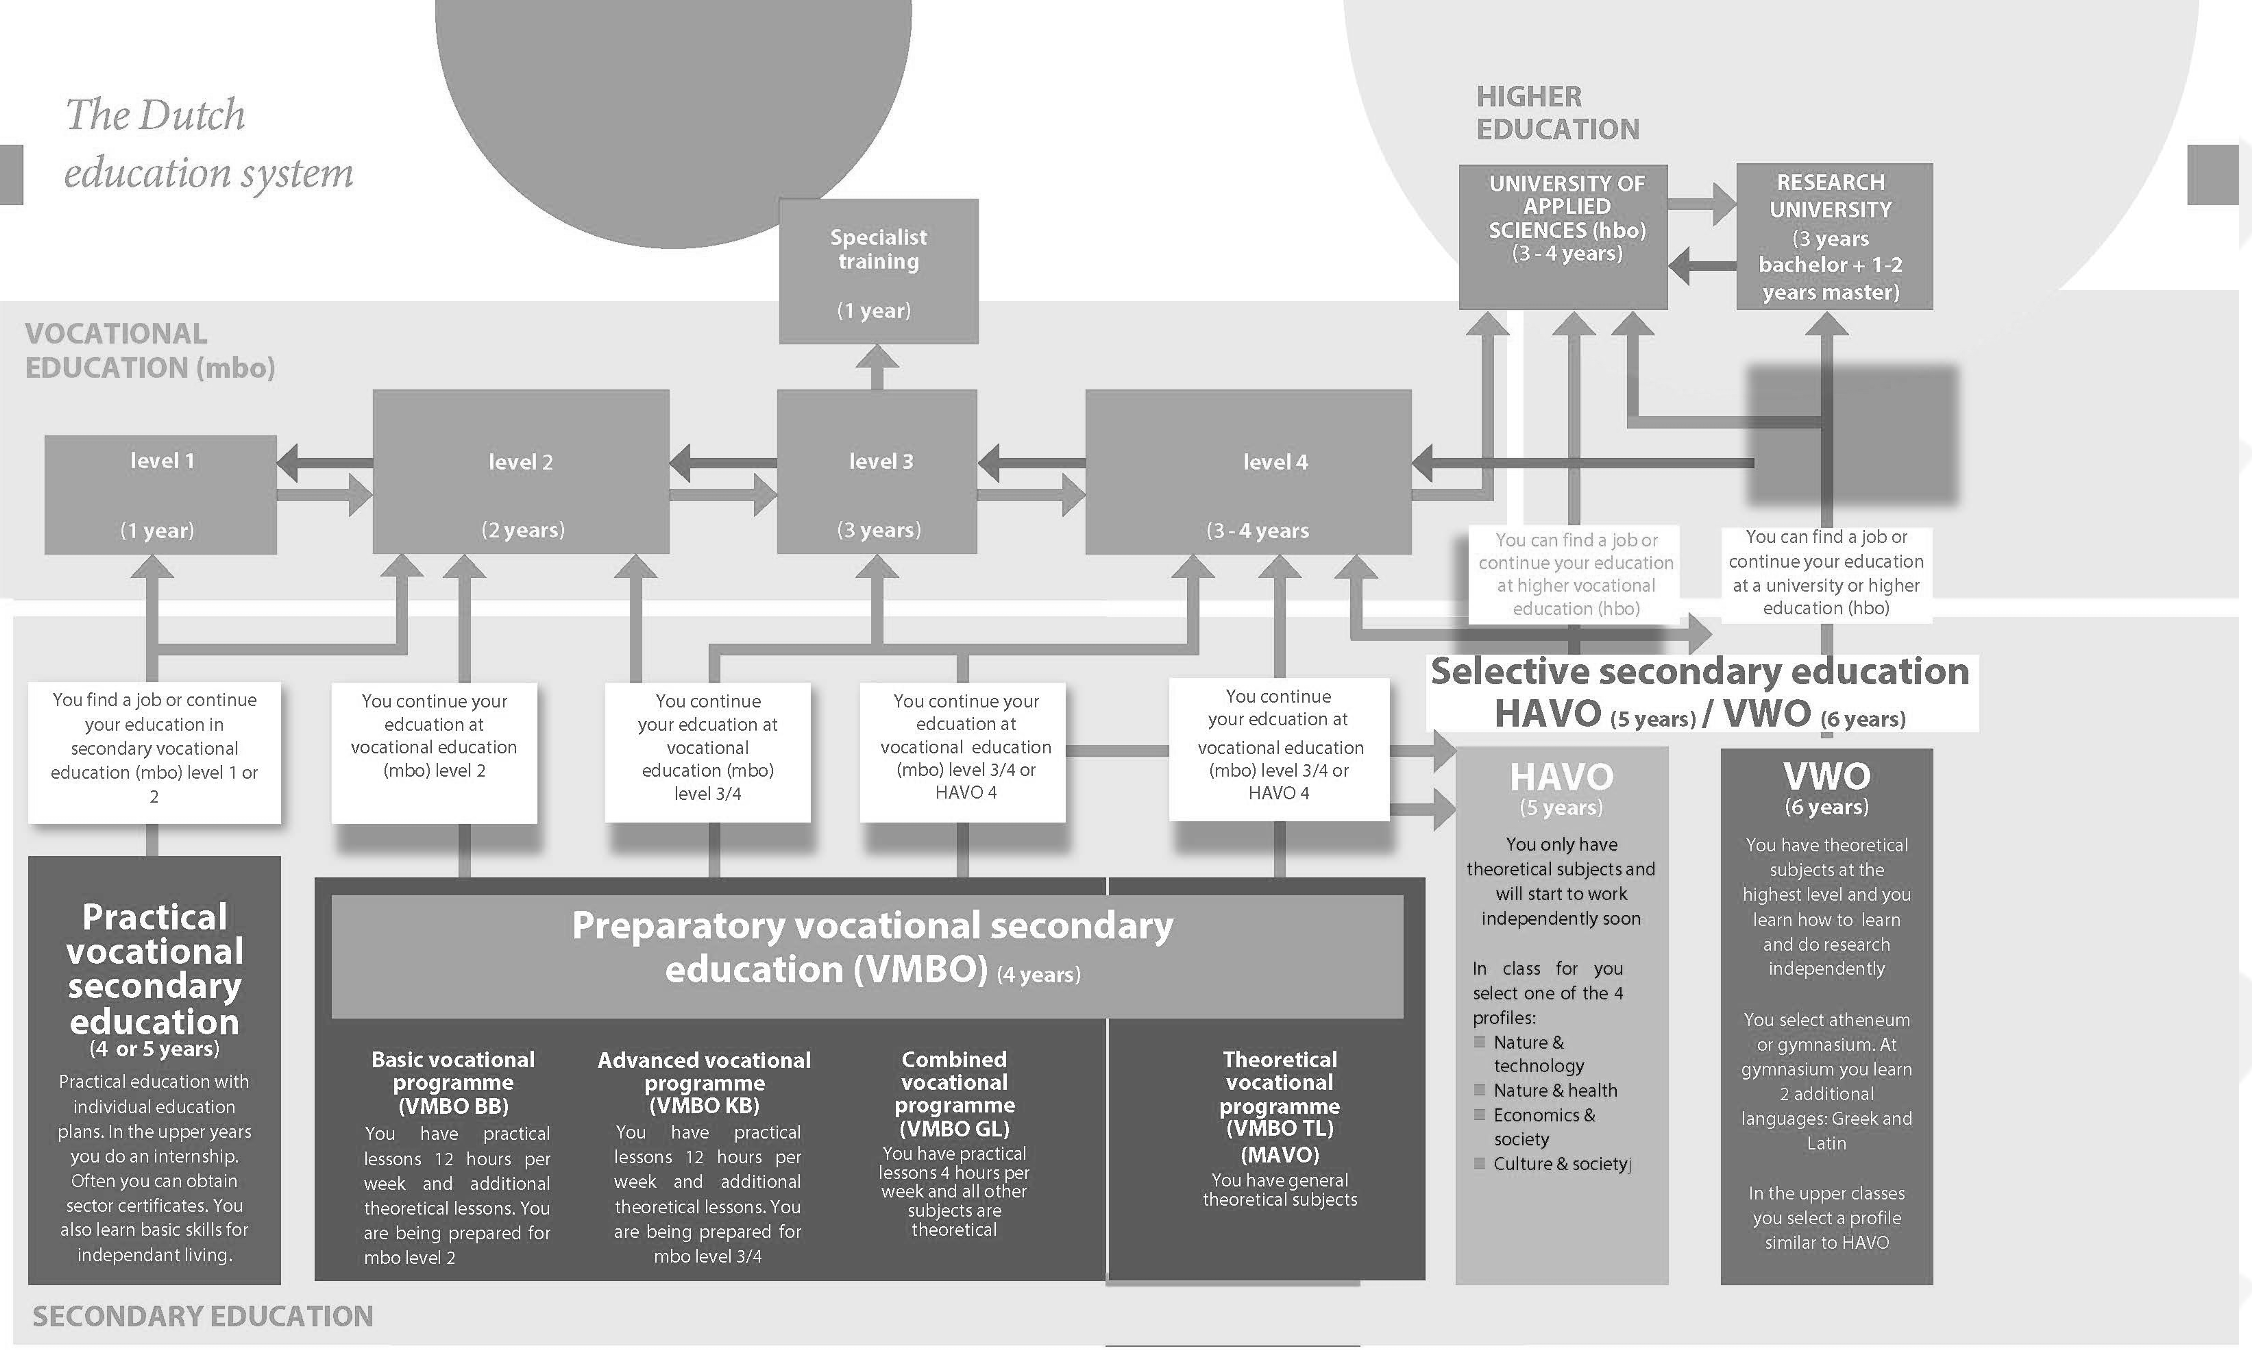 The Dutch
education system
HIGHER
EDUCATION
UNIVERSITY OF
APPLIED
SCIENCES (hbo)
(3 - 4 years)
RESEARCH
UNIVERSITY
(3 years
bachelor + 1-2
years master)
Specialist
training
(1 year)
VOCATIONAL
EDUCATION (mbo)
level 1
(1 year)
level 2
(2 years)
level 3
(3 years)
level 4
(3 - 4 years
You can find a job or
continue your education
at higher vocational
education (hbo)
You can find a job or
continue your education
at a university or higher
education (hbo)
You find a job or continue
your education in
secondary vocational
education (mbo) level 1 or
2
You continue your
edcuation at
vocational education
(mbo) level 2
You continue
your edcuation at
vocational
education (mbo)
level 3/4
You continue your
edcuation at
vocational education
(mbo) level 3/4 or
HAVO 4
You continue
your edcuation at
vocational education
(mbo) level 3/4 or
HAVO 4
Selective secondary education
HAVO (5 years) / VWO (6 years)
Practical
vocational
secondary
education
(4 or 5 years)
Practical education with
individual education
plans. In the upper years
you do an internship.
Often you can obtain
sector certificates. You
also learn basic skills for
independant living.
Preparatory vocational secondary
education (VMBO) (4 years)
Basic vocational
programme
(VMBO BB)
You have practical
lessons 12 hours per
week and additional
theoretical lessons. You
are being prepared for
mbo level 2
Advanced vocational
programme
(VMBO KB)
You have practical
lessons 12 hours per
week and additional
theoretical lessons. You
are being prepared for
mbo level 3/4
Combined
vocational
programme
(VMBO GL)
You have practical
lessons 4 hours per
week and all other
subjects are
theoretical
Theoretical
vocational
programme
(VMBO TL)
(MAVO)
You have general
theoretical subjects
HAVO
(5 years)
You only have
theoretical subjects and
will start to work
independently soon
In class for you
select one of the 4
profiles:
Nature &
technology
Nature & health
Economics &
society
Culture & society
VWO
(6 years)
You have theoretical
subjects at the
highest level and you
learn how to learn
and do research
independently
You select atheneum
or gymnasium. At
gymnasium you learn
2 additional
languages: Greek and
Latin
In the upper classes
you select a profile
similar to HAVO
SECONDARY EDUCATION